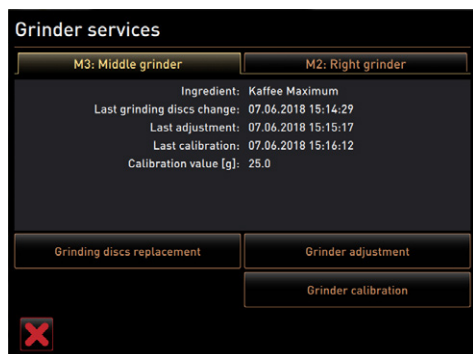 Grinder services
M3: Middle grinder
M2: Right grinder
Ingredient: Kaffee Maximum
Last grinding discs change: 07.06.2018 15:14:29
Last adjustment: 07.06.2018 15:15:17
Last calibration: 07.06.2018 15:16:12
Calibration value [g]: 25.0
Grinding discs replacement
Grinder adjustment
Grinder calibration